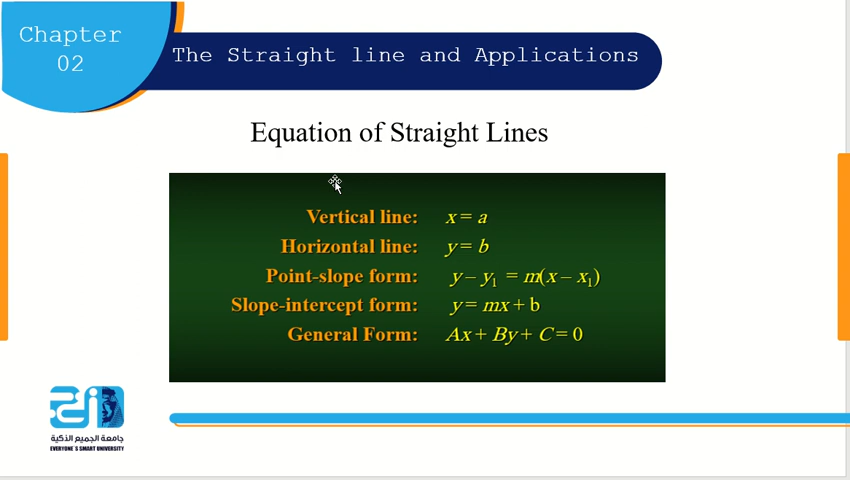 Chapter
02
The Straight line and Applications
Equation of Straight Lines
Vertical line: x = a
Horizontal line: y = b
Point-slope form: y – y₁ = m(x – x₁)
Slope-intercept form: y = mx + b
General Form: Ax + By + C = 0
جامعة الجميع الذكية
EVERYONE'S SMART UNIVERSITY